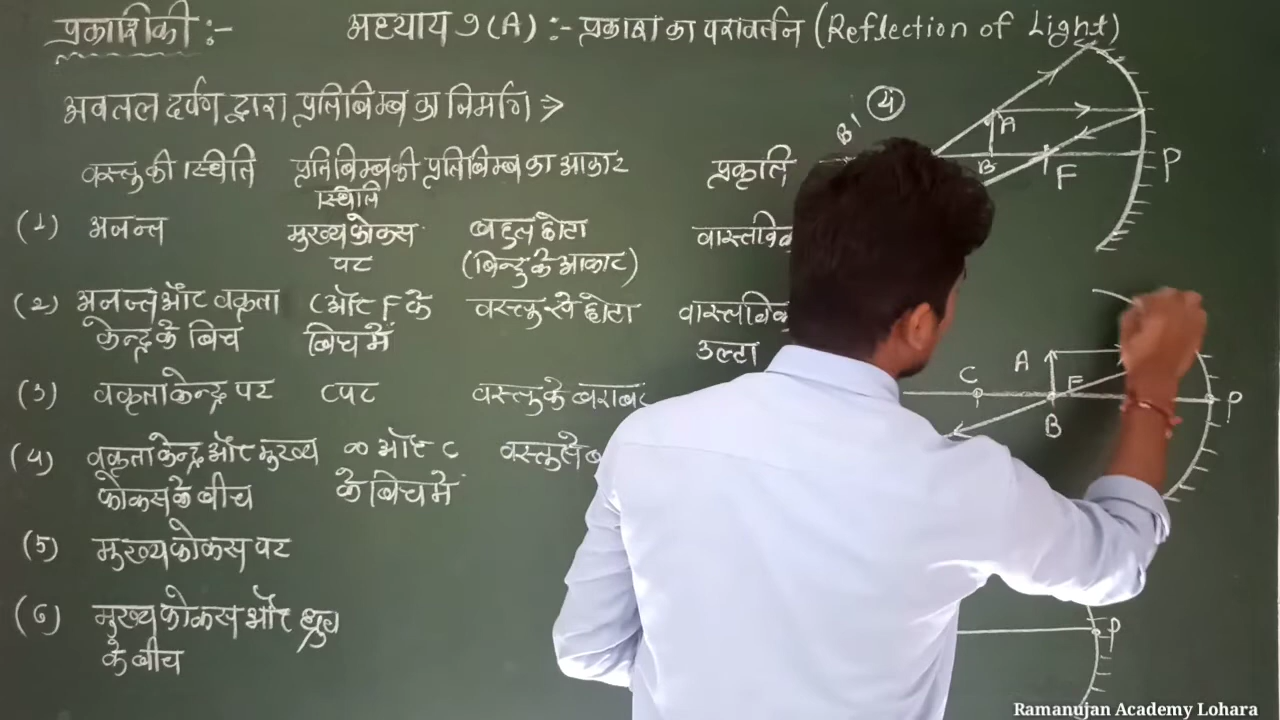 प्रकाशिकी :-
अध्याय 9 (A) :- प्रकाश का परावर्तन (Reflection of Light)
अवतल दर्पण द्वारा प्रतिबिम्ब का निर्माण →
वस्तु की स्थिति प्रतिबिम्ब की स्थिति प्रतिबिम्ब का आकार प्रकृति
(1) अनन्त मुख्य फोकस पर बहुत छोटा (बिन्दु के आकार) वास्तविक
(2) अनन्त और वक्रता केन्द्र के बिच C और F के बिच में वस्तु से छोटा वास्तविक उल्टा
(3) वक्रता केन्द्र पर C पर वस्तु के बराबर
(4) वक्रता केन्द्र और मुख्य फोकस के बीच ∞ और C के बिच में वस्तु से
(5) मुख्य फोकस पर
(6) मुख्य फोकस और ध्रुव के बीच
(4)
B'
A
B F P
A
C F P
B
P
Ramanujan Academy Lohara